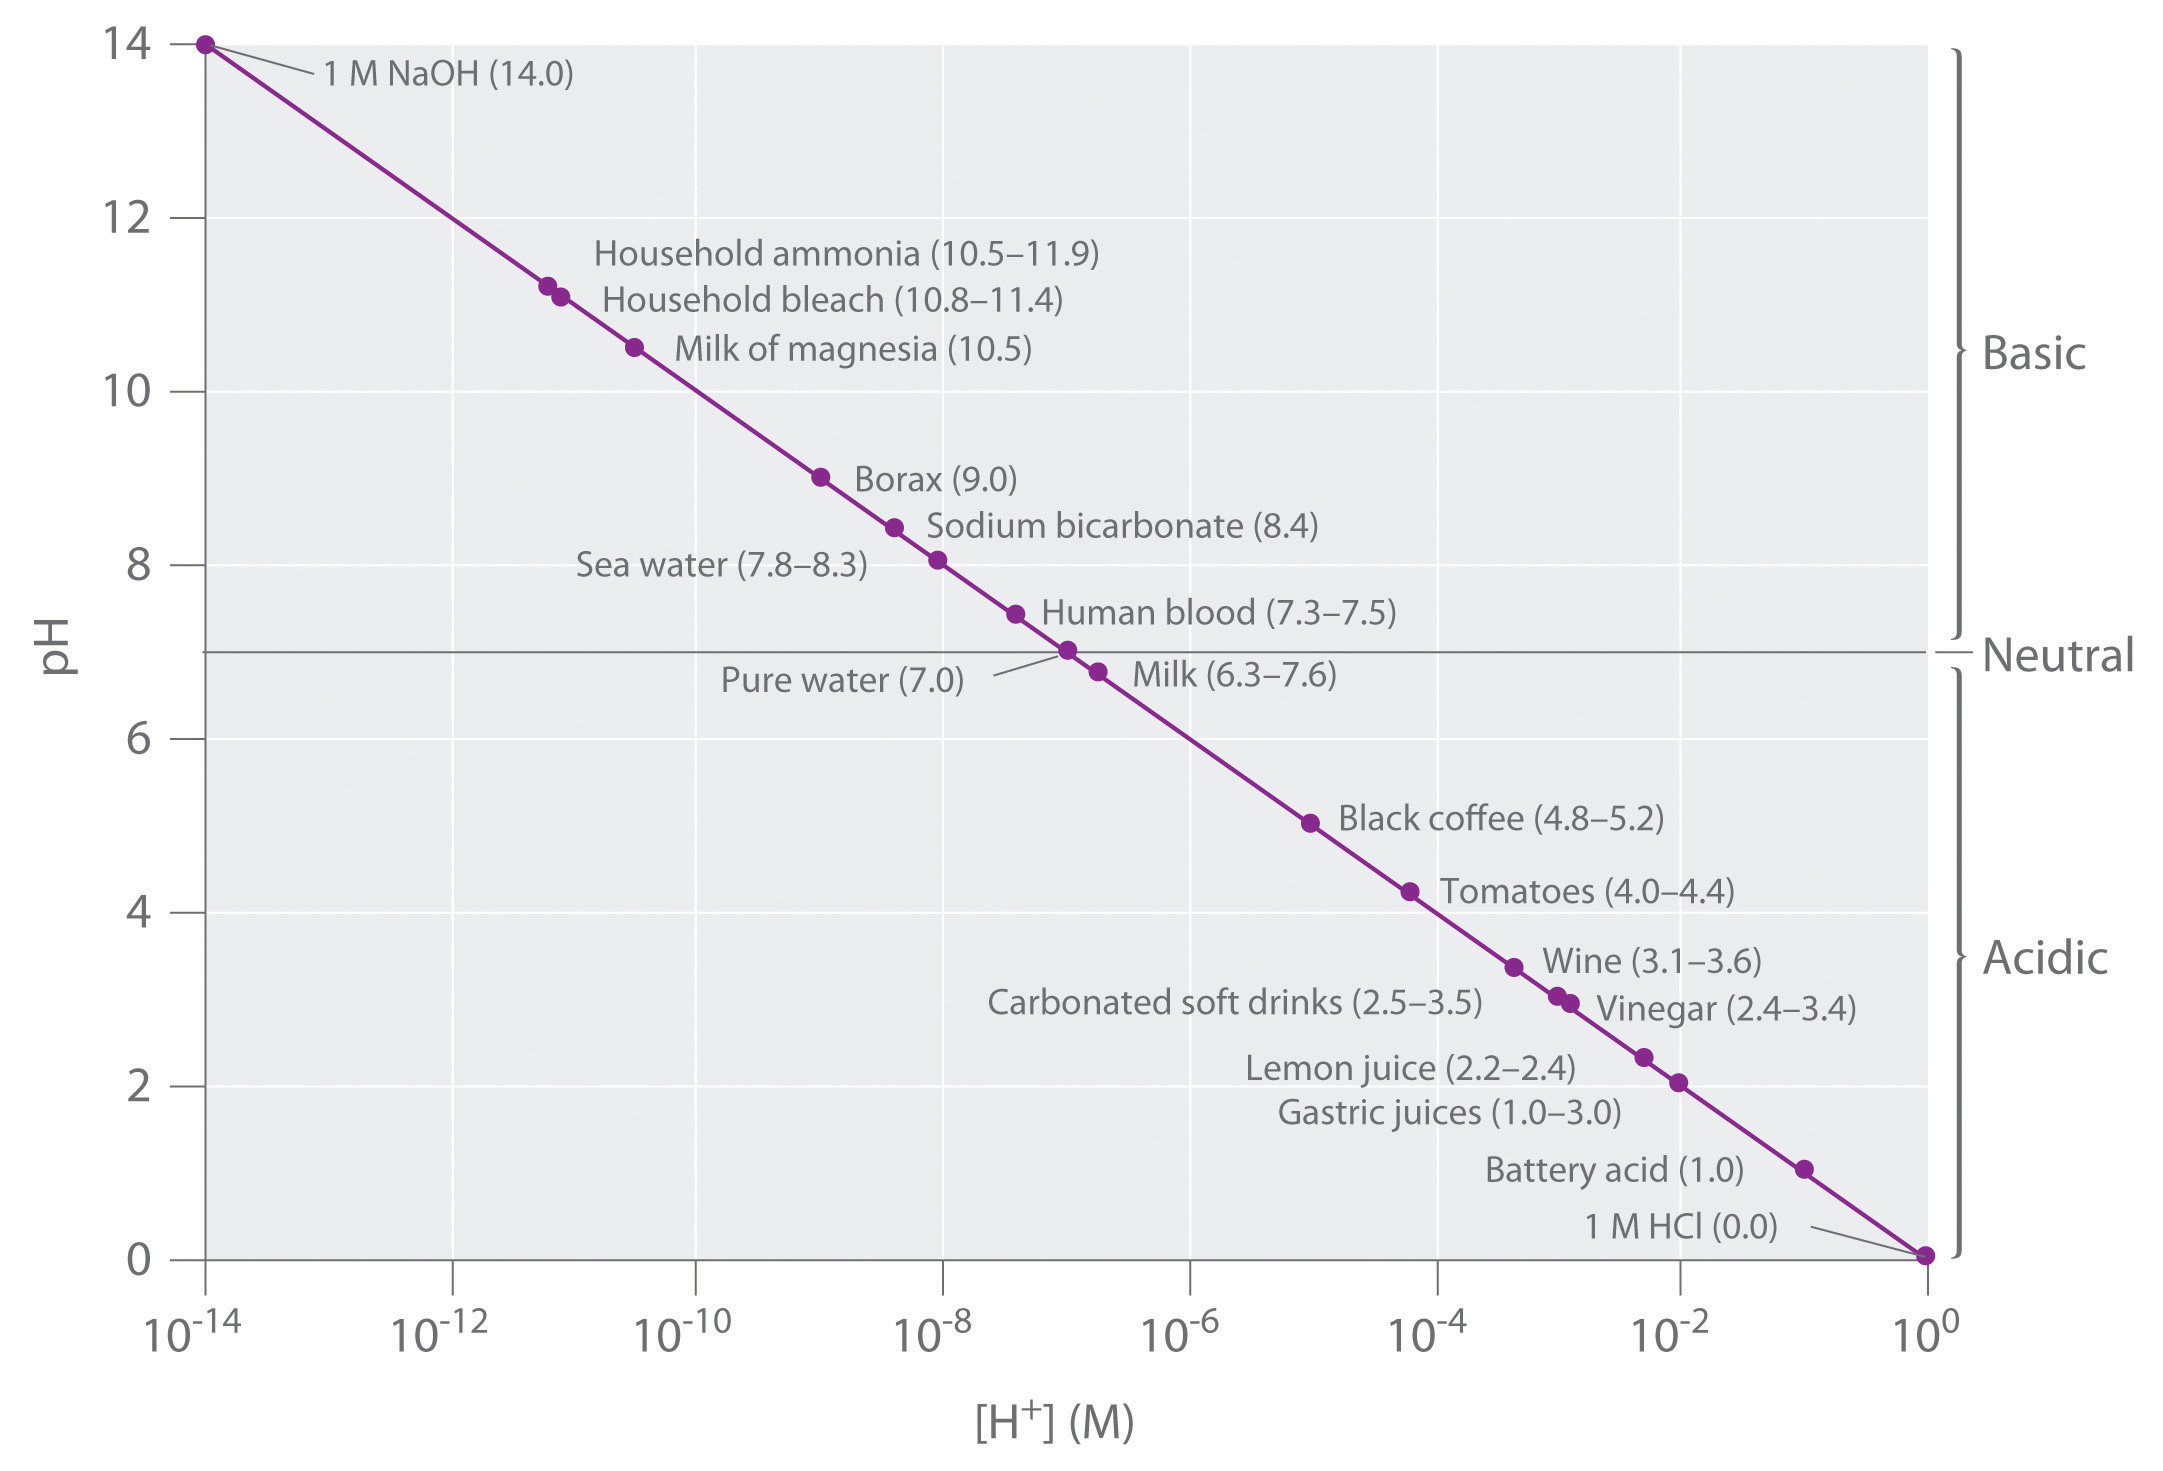 14
1 M NaOH (14.0)
12
Household ammonia (10.5–11.9)
Household bleach (10.8–11.4)
Milk of magnesia (10.5)
Basic
10
Borax (9.0)
Sodium bicarbonate (8.4)
8
Sea water (7.8–8.3)
Human blood (7.3–7.5)
pH
Neutral
Pure water (7.0)
Milk (6.3–7.6)
6
Black coffee (4.8–5.2)
Tomatoes (4.0–4.4)
4
Wine (3.1–3.6)
Acidic
Carbonated soft drinks (2.5–3.5)
Vinegar (2.4–3.4)
Lemon juice (2.2–2.4)
2
Gastric juices (1.0–3.0)
Battery acid (1.0)
1 M HCl (0.0)
0
10⁻¹⁴ 10⁻¹² 10⁻¹⁰ 10⁻⁸ 10⁻⁶ 10⁻⁴ 10⁻² 10⁰
[H⁺] (M)